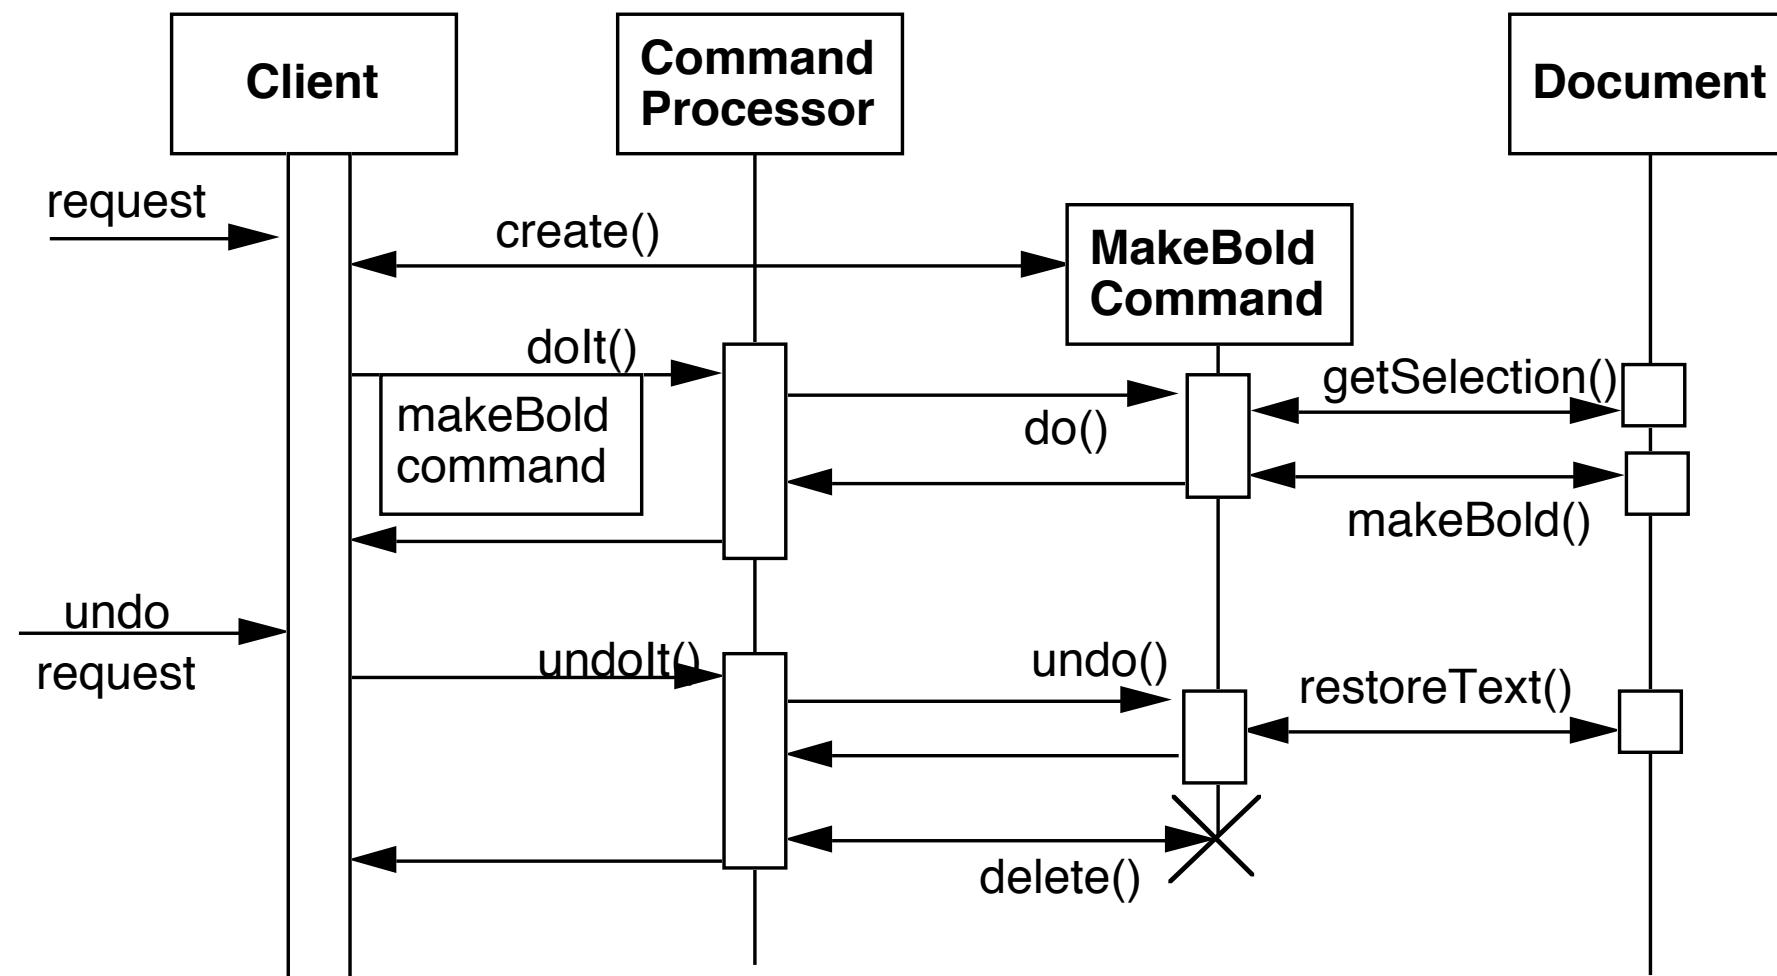 Client
Command
Processor
Document
request
create()
MakeBold
Command
doIt()
makeBold
command
do()
getSelection()
makeBold()
undo
request
undoIt()
undo()
restoreText()
delete()